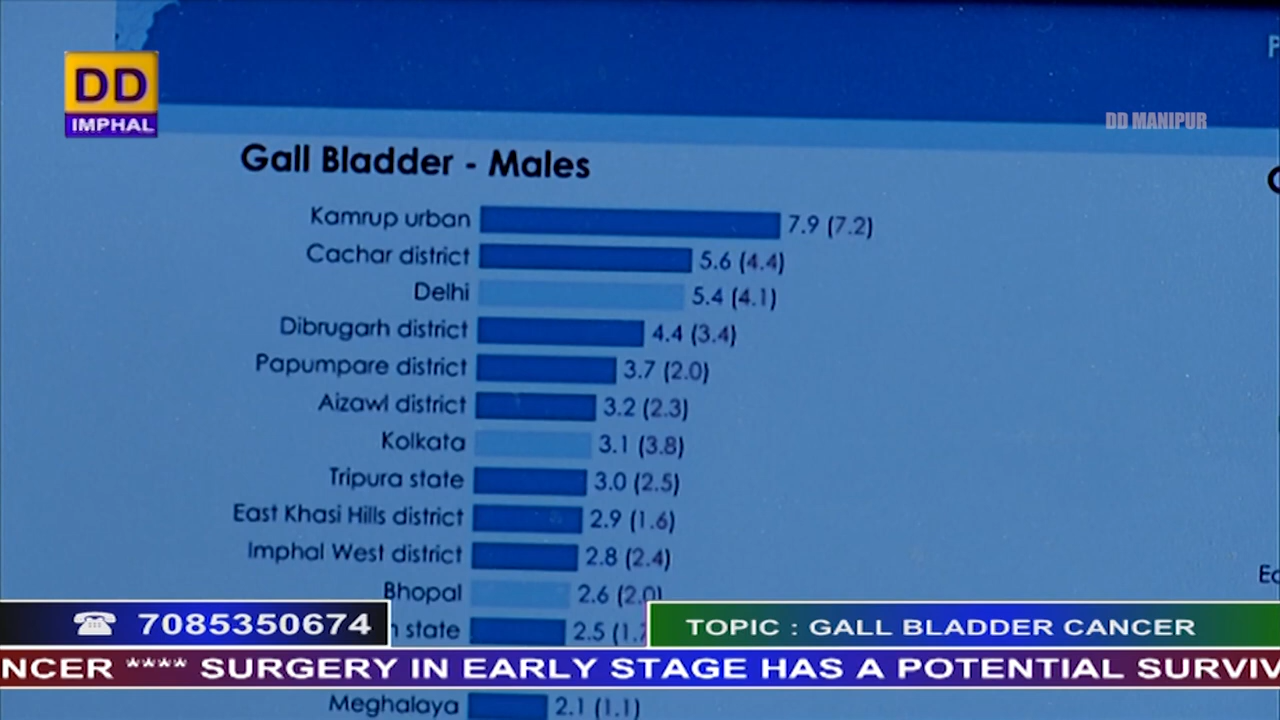 DD
IMPHAL
DD MANIPUR
Gall Bladder - Males
Kamrup urban 7.9 (7.2)
Cachar district 5.6 (4.4)
Delhi 5.4 (4.1)
Dibrugarh district 4.4 (3.4)
Papumpare district 3.7 (2.0)
Aizawl district 3.2 (2.3)
Kolkata 3.1 (3.8)
Tripura state 3.0 (2.5)
East Khasi Hills district 2.9 (1.6)
Imphal West district 2.8 (2.4)
Bhopal 2.6 (2.0)
state 2.5
7085350674
TOPIC : GALL BLADDER CANCER
NCER **** SURGERY IN EARLY STAGE HAS A POTENTIAL SURVIV
Meghalaya 2.1 (1.1)